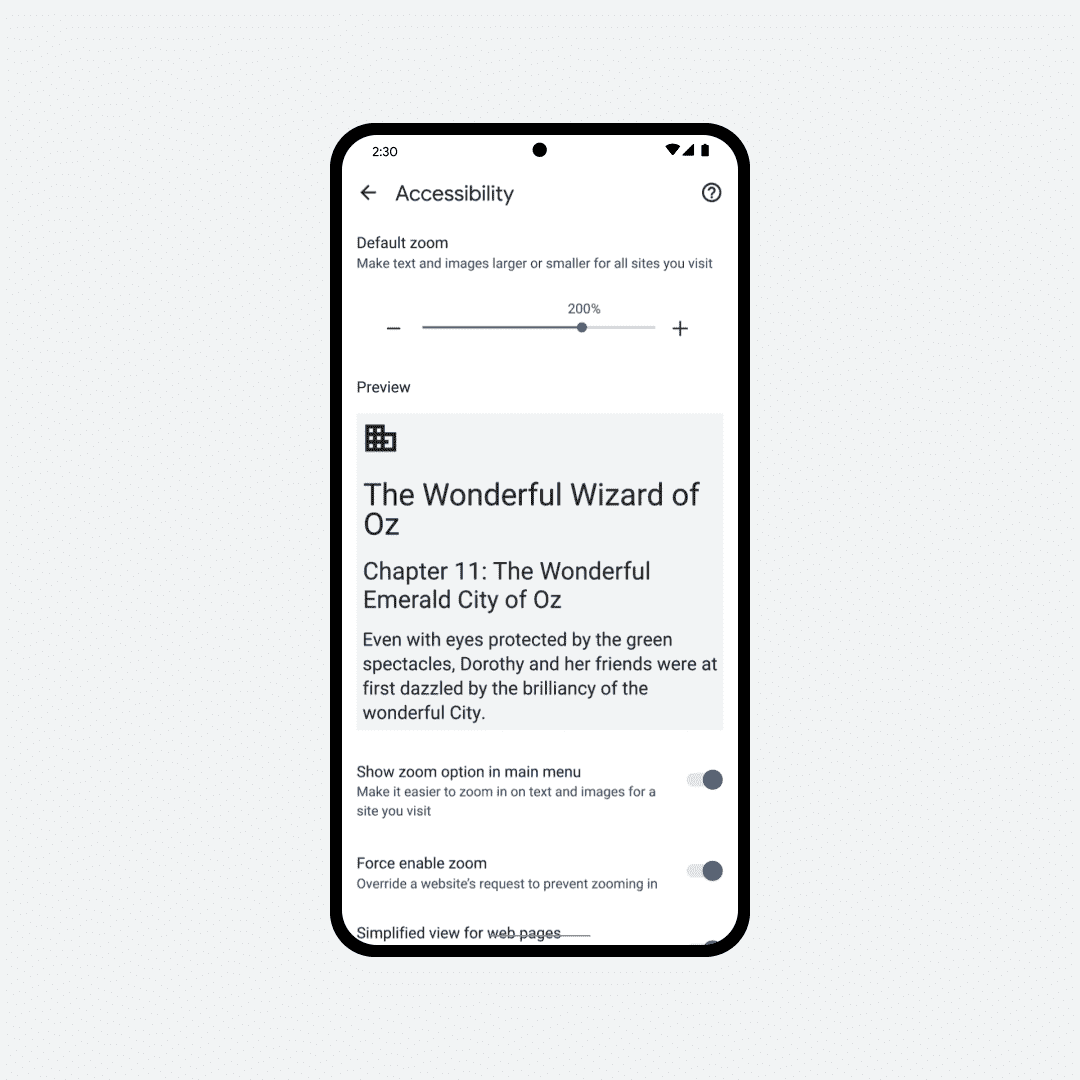 2:30
Accessibility
Default zoom
Make text and images larger or smaller for all sites you visit
200%
Preview
The Wonderful Wizard of
Oz
Chapter 11: The Wonderful
Emerald City of Oz
Even with eyes protected by the green
spectacles, Dorothy and her friends were at
first dazzled by the brilliancy of the
wonderful City.
Show zoom option in main menu
Make it easier to zoom in on text and images for a
site you visit
Force enable zoom
Override a website's request to prevent zooming in
Simplified view for web pages